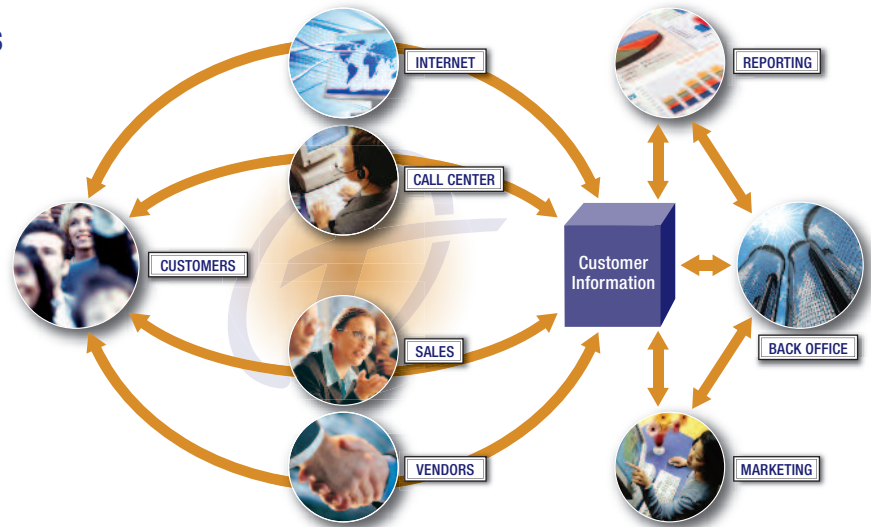 s
INTERNET
REPORTING
CALL CENTER
CUSTOMERS
Customer
Information
SALES
BACK OFFICE
VENDORS
MARKETING